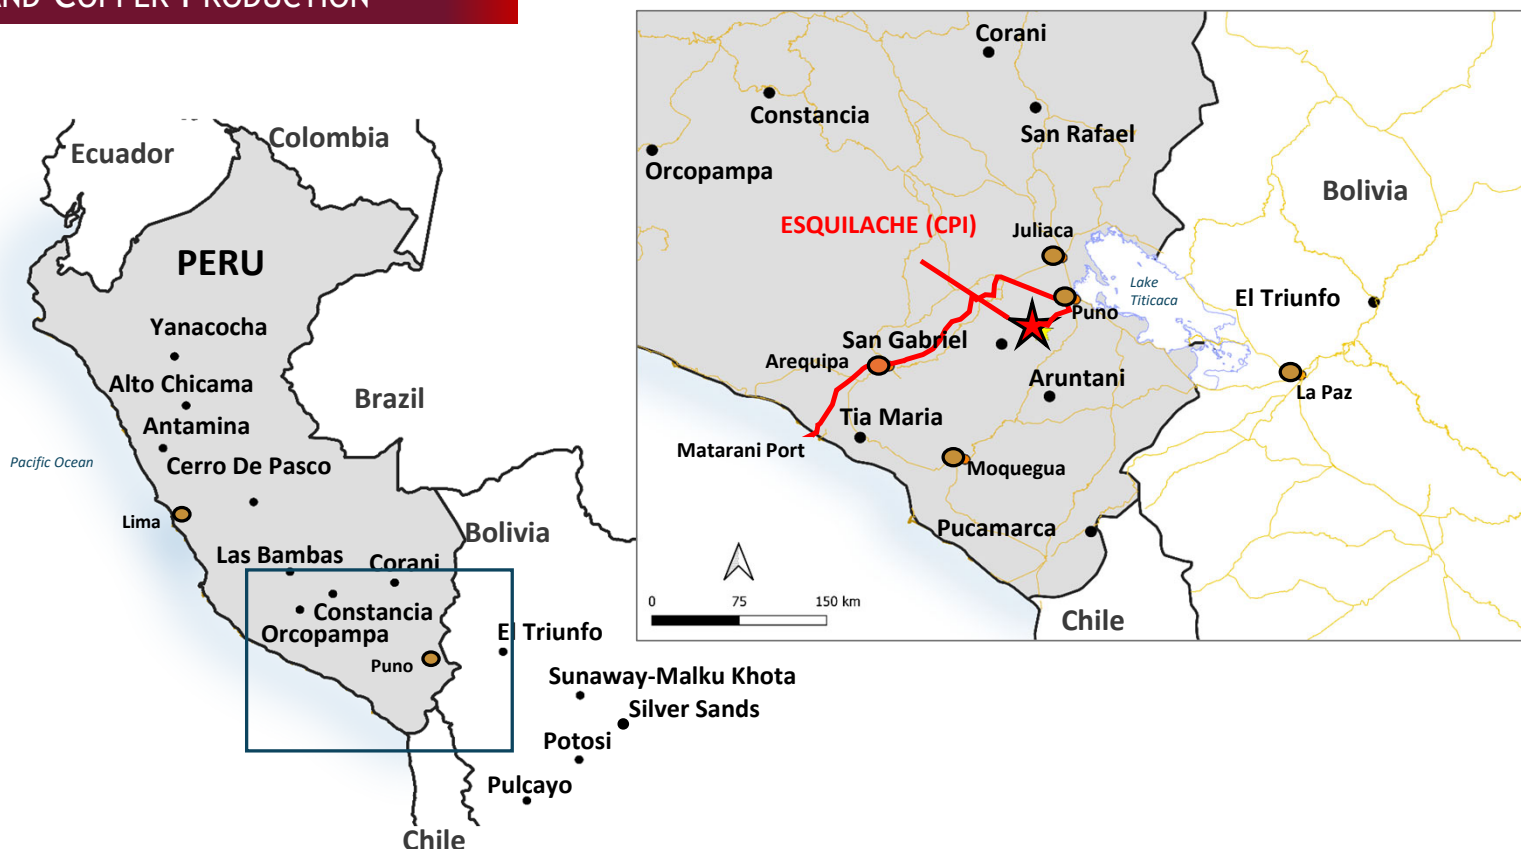 AND COPPER PRODUCTION
Ecuador
Colombia
PERU
Yanacocha
Alto Chicama
Antamina
Cerro De Pasco
Brazil
Pacific Ocean
Lima
Bolivia
Las Bambas
Corani
Constancia
Orcopampa
Puno
El Triunfo
Sunaway-Malku Khota
Silver Sands
Potosi
Pulcayo
Chile
Corani
Constancia
San Rafael
Orcopampa
Bolivia
ESQUILACHE (CPI)
Juliaca
Lake
Titicaca
El Triunfo
Puno
San Gabriel
Arequipa
Aruntani
La Paz
Tia Maria
Matarani Port
Moquegua
Pucamarca
0 75 150 km
Chile